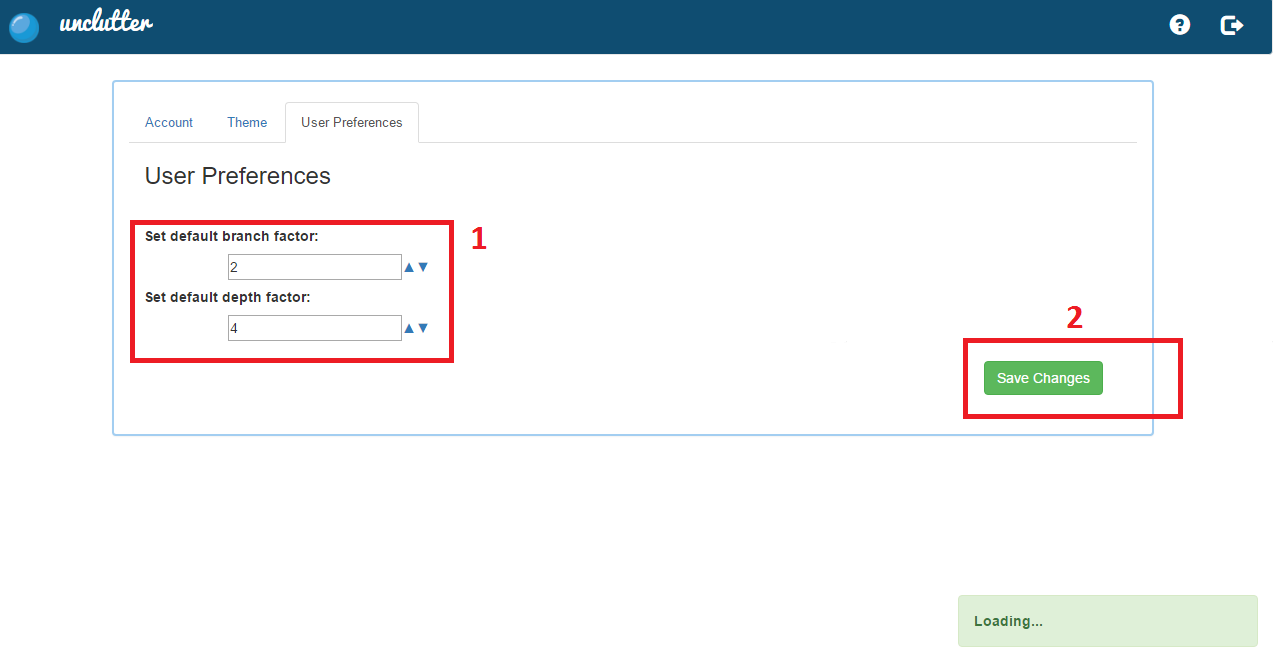 unclutter
Account Theme User Preferences
User Preferences
Set default branch factor:
1
2
Set default depth factor:
4
2
Save Changes
Loading...